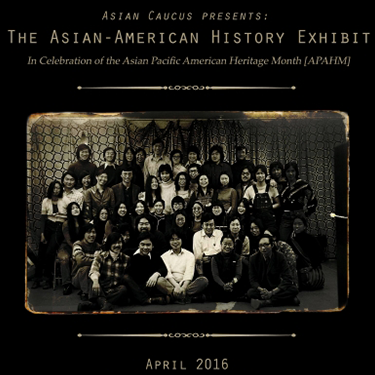 Asian Caucus presents:
The Asian-American History Exhibit
In Celebration of the Asian Pacific American Heritage Month [APAHM]
April 2016